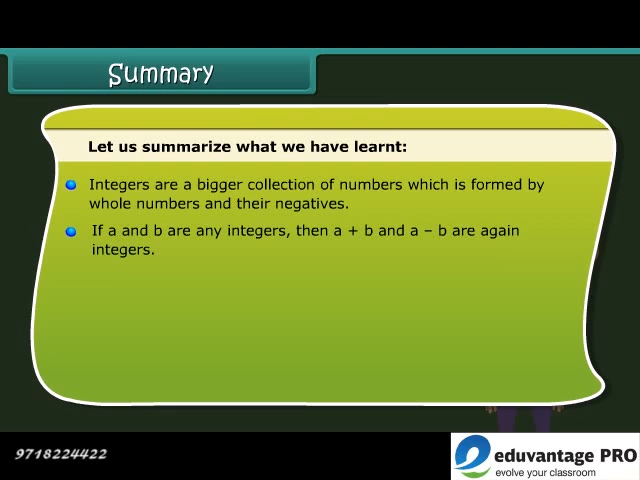 Summary
Let us summarize what we have learnt:
Integers are a bigger collection of numbers which is formed by
whole numbers and their negatives.
If a and b are any integers, then a + b and a – b are again
integers.
9718224422
eduvantage PRO
evolve your classroom